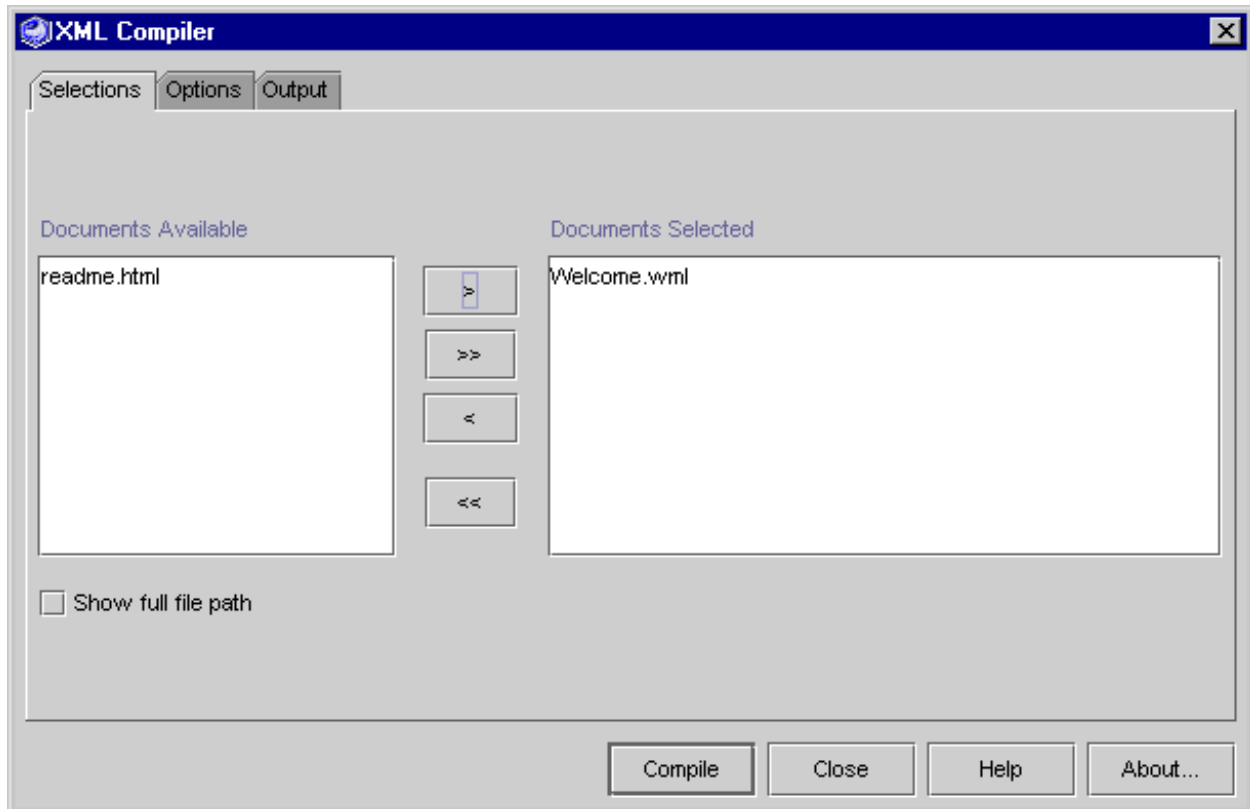 XML Compiler
Selections Options Output
Documents Available Documents Selected
readme.html Welcome.wml
>
>>
<
<<
Show full file path
Compile Close Help About...